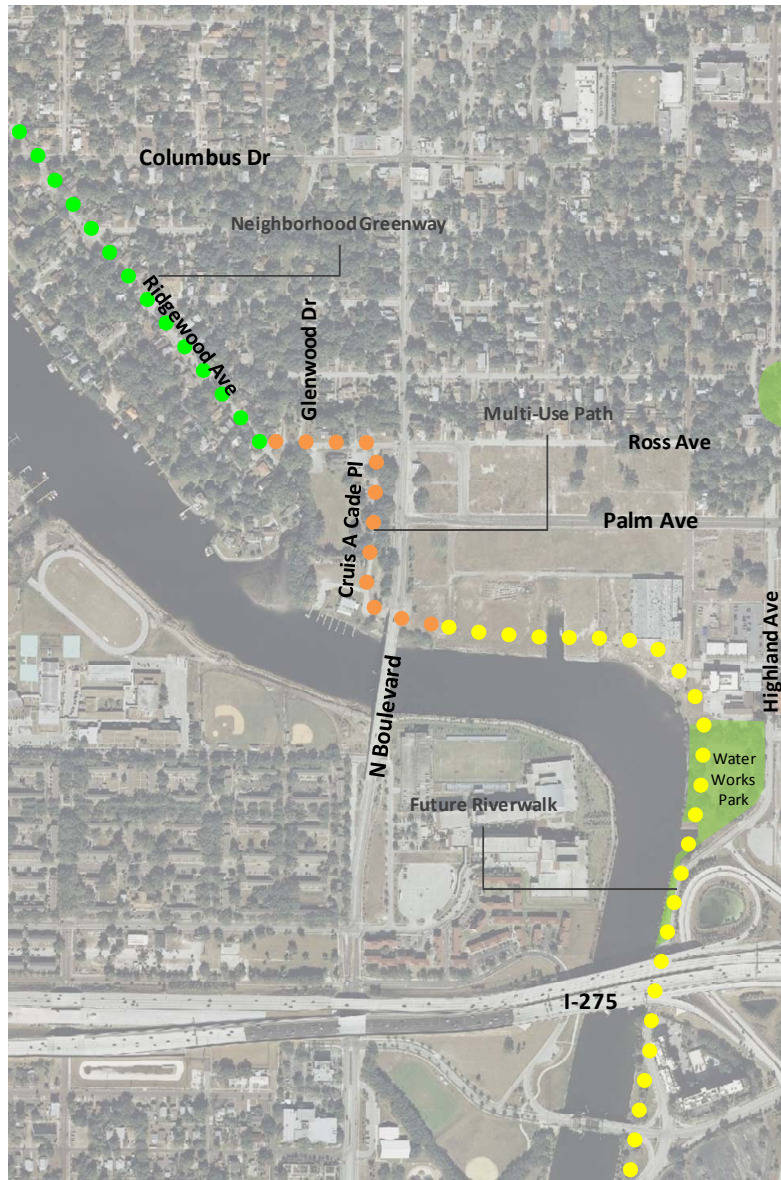 Columbus Dr
Neighborhood Greenway
Ridgewood Ave
Glenwood Dr
Multi-Use Path
Ross Ave
Cruis A Cade Pl
Palm Ave
Highland Ave
N Boulevard
Water
Works
Park
Future Riverwalk
I-275